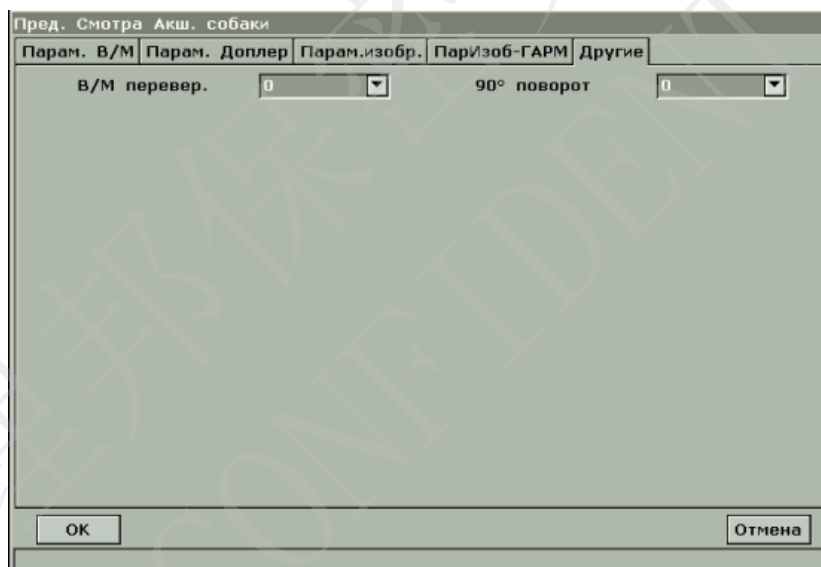 Пред. Смотра Акш. собаки
Парам. В/М Парам. Доплер Парам.изобр. ПарИзоб-ГАРМ Другие
В/М перевер. 0 90° поворот 0
OK Отмена
CONFIDENT